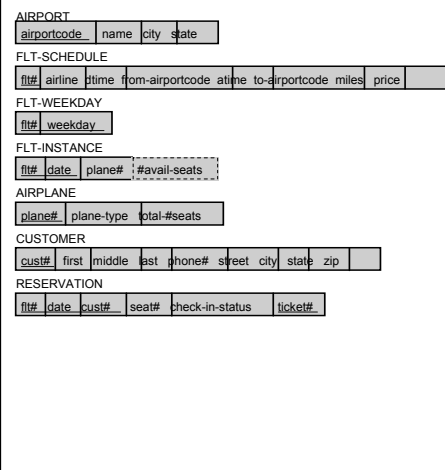 AIRPORT
airportcode name city state
FLT-SCHEDULE
flt# airline dtime from-airportcode atime to-airportcode miles price
FLT-WEEKDAY
flt# weekday
FLT-INSTANCE
flt# date plane# #avail-seats
AIRPLANE
plane# plane-type total-#seats
CUSTOMER
cust# first middle last phone# street city state zip
RESERVATION
flt# date cust# seat# check-in-status ticket#